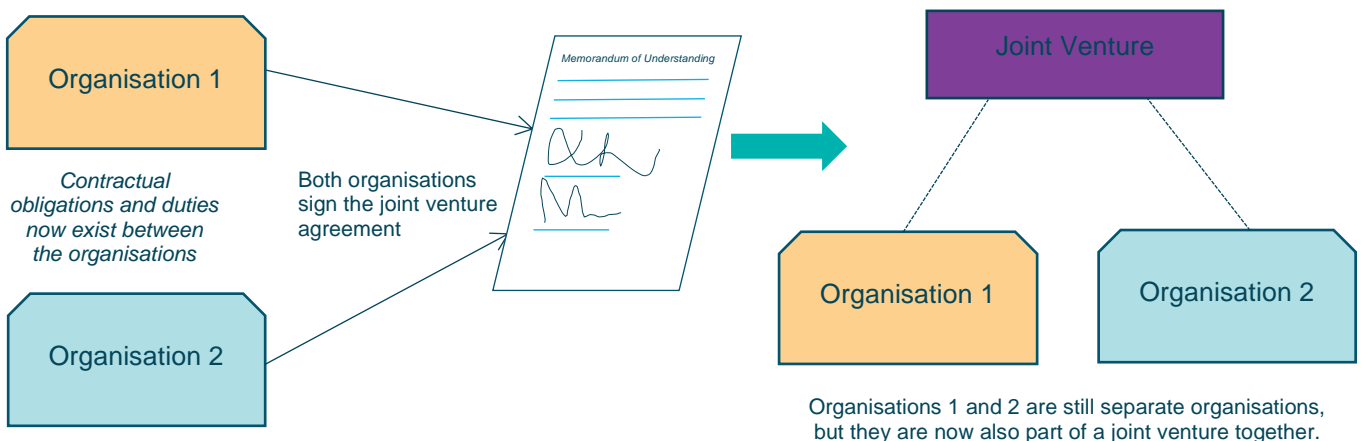 Organisation 1
Contractual
obligations and duties
now exist between
the organisations
Organisation 2
Both organisations
sign the joint venture
agreement
Memorandum of Understanding
Joint Venture
Organisation 1
Organisation 2
Organisations 1 and 2 are still separate organisations,
but they are now also part of a joint venture together.